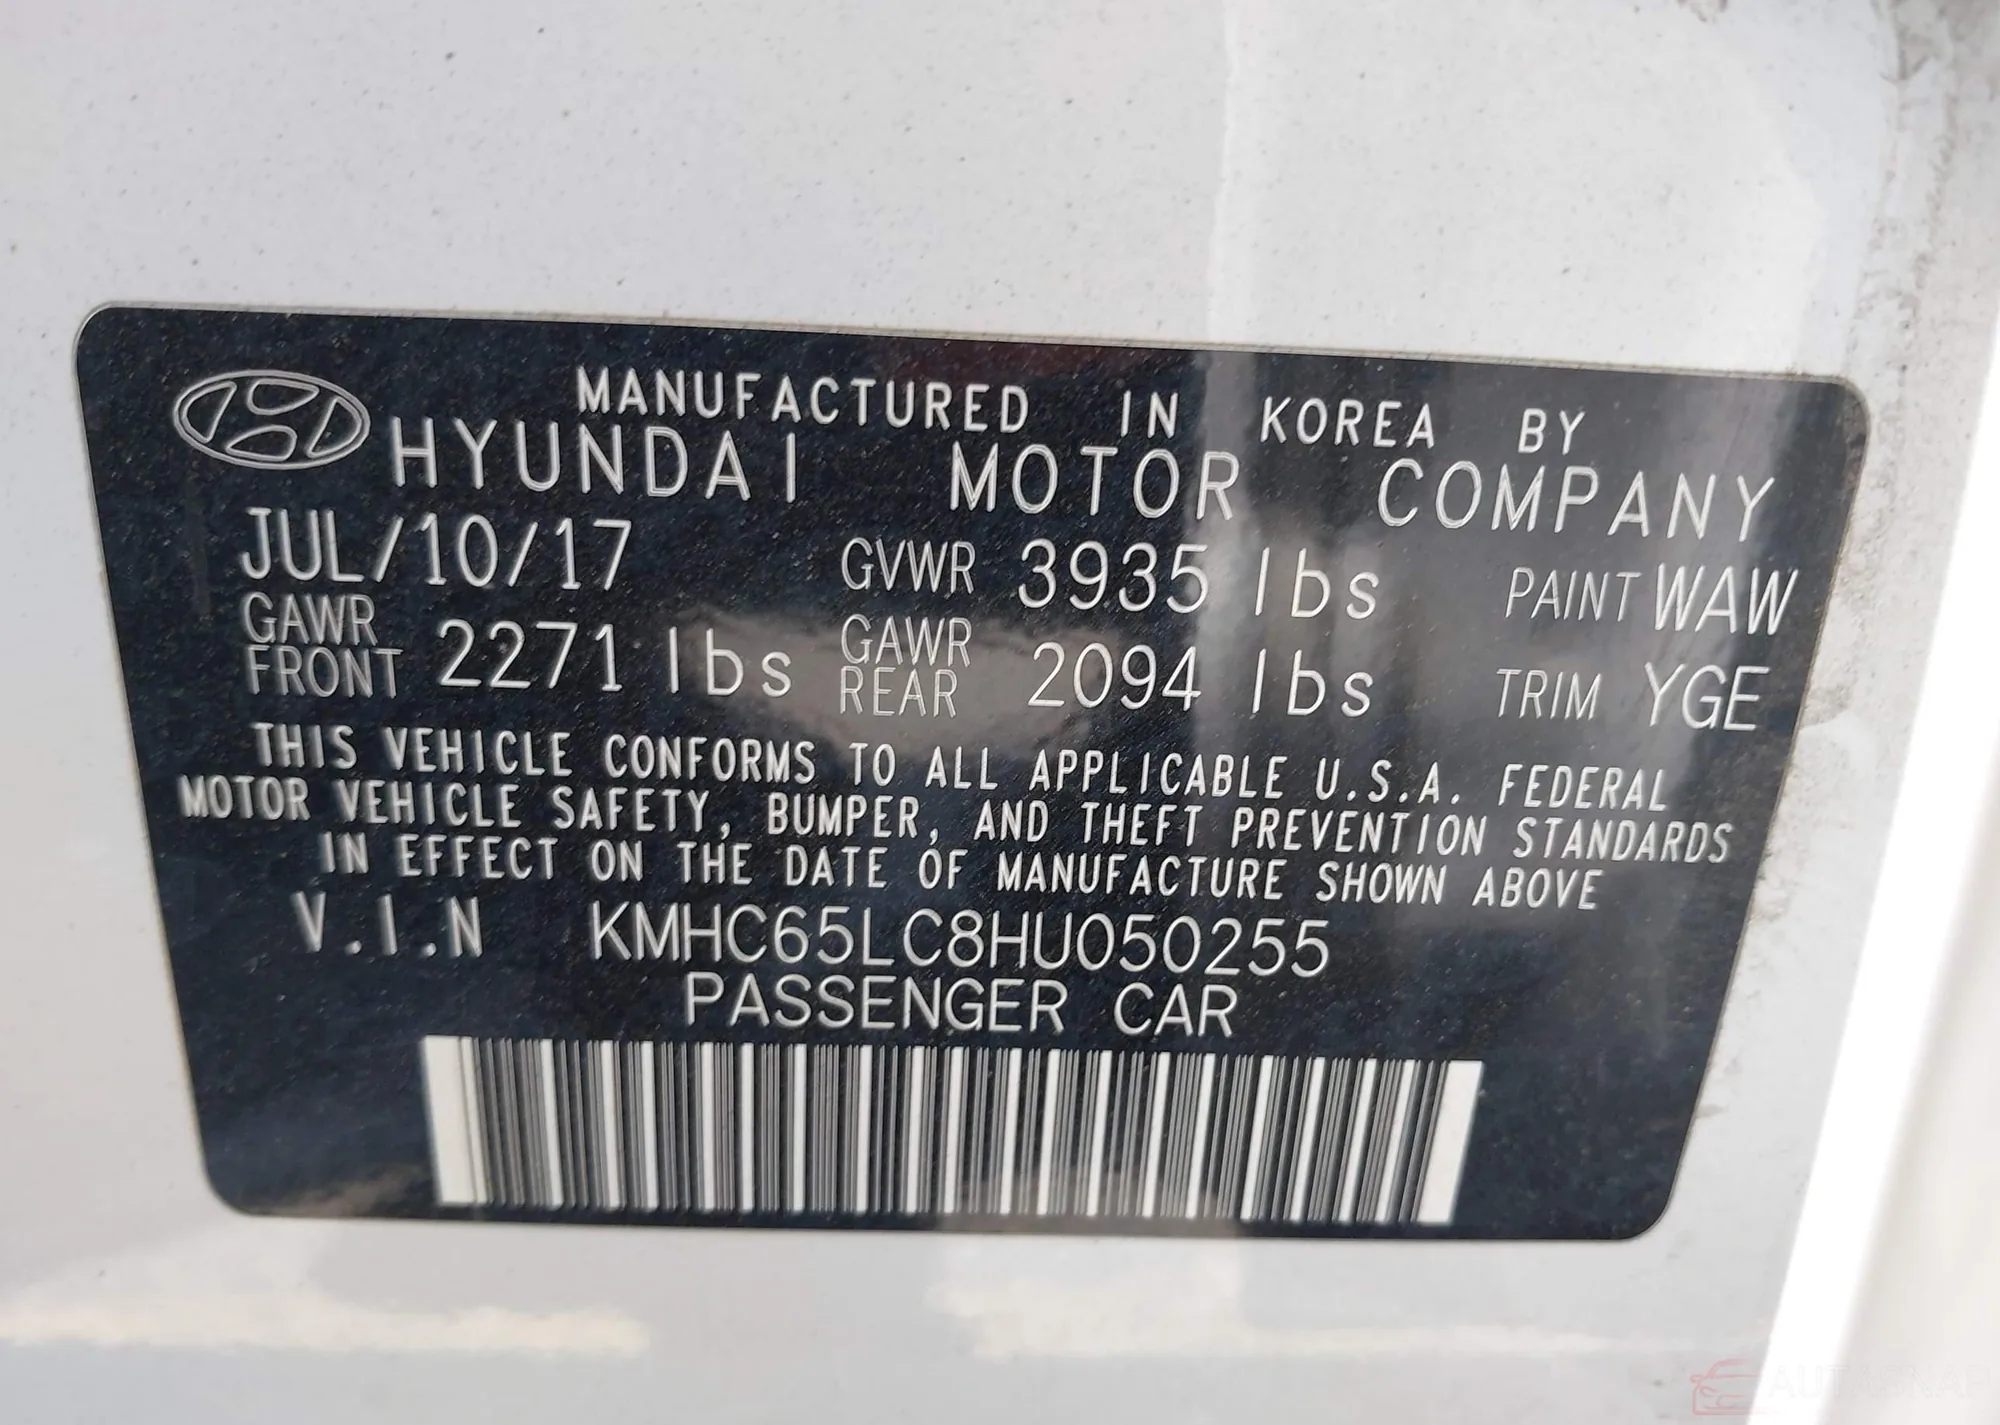 MANUFACTURED IN KOREA BY
HYUNDAI MOTOR COMPANY
JUL/10/17 GVWR 3935 lbs PAINT WAW
GAWR FRONT 2271 lbs GAWR REAR 2094 lbs TRIM YGE
THIS VEHICLE CONFORMS TO ALL APPLICABLE U.S.A. FEDERAL
MOTOR VEHICLE SAFETY, BUMPER, AND THEFT PREVENTION STANDARDS
IN EFFECT ON THE DATE OF MANUFACTURE SHOWN ABOVE
V.I.N KMHC65LC8HU050255
PASSENGER CAR